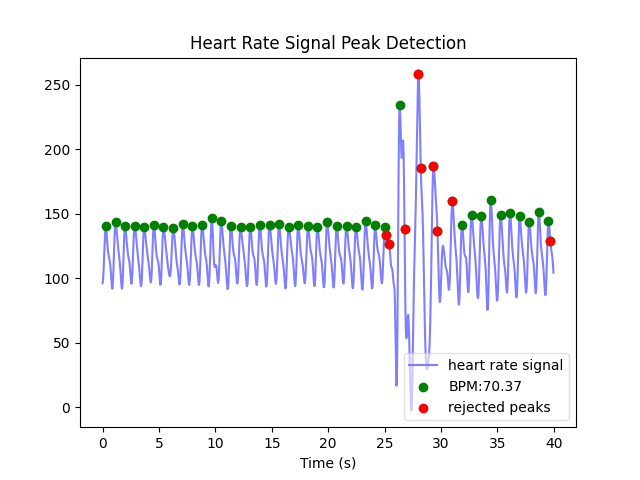 Heart Rate Signal Peak Detection
250
200
150
100
50
0
heart rate signal
BPM:70.37
rejected peaks
0 5 10 15 20 25 30 35 40
Time (s)